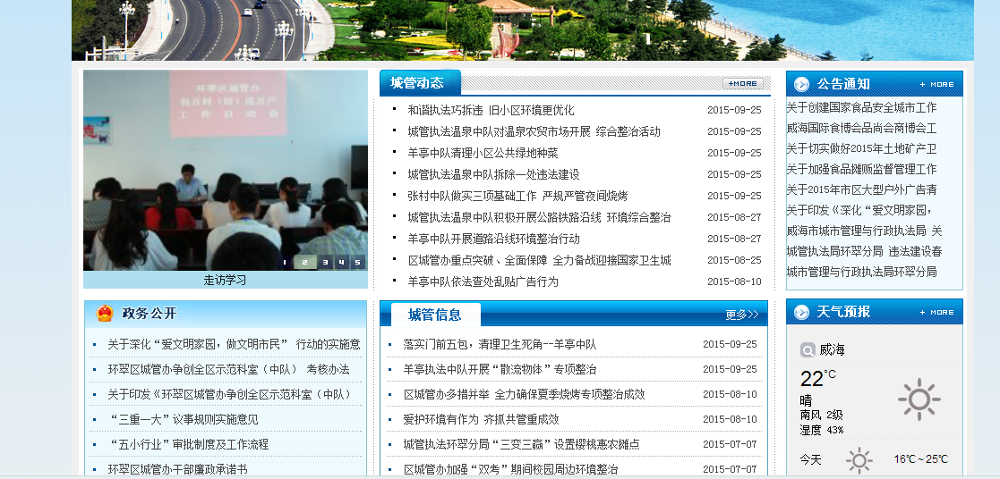 环翠区城管办
包百村（居）连万户
工 作 启 动 会
1 2 3 4 5
走访学习
城管动态
+MORE
和谐执法巧拆违 旧小区环境更优化 2015-09-25
城管执法温泉中队对温泉农贸市场开展 综合整治活动 2015-09-25
羊亭中队清理小区公共绿地种菜 2015-09-25
城管执法温泉中队拆除一处违法建设 2015-09-25
张村中队做实三项基础工作 严规严管夜间烧烤 2015-09-25
城管执法温泉中队积极开展公路铁路沿线 环境综合整治 2015-08-27
羊亭中队开展道路沿线环境整治行动 2015-08-27
区城管办重点突破、全面保障 全力备战迎接国家卫生城 2015-08-25
羊亭中队依法查处乱贴广告行为 2015-08-10
公告通知
+ MORE
关于创建国家食品安全城市工作
威海国际食博会品尚会商博会工
关于切实做好2015年土地矿产卫
关于加强食品摊贩监督管理工作
关于2015年市区大型户外广告清
关于印发《深化“爱文明家园，
威海市城市管理与行政执法局 关
城管执法局环翠分局 违法建设春
城市管理与行政执法局环翠分局
政务公开
关于深化“爱文明家园，做文明市民” 行动的实施意
环翠区城管办争创全区示范科室（中队） 考核办法
关于印发《环翠区城管办争创全区示范科室（中队）
“三重一大”议事规则实施意见
“五小行业”审批制度及工作流程
环翠区城管办干部廉政承诺书
城管信息
更多>>
落实门前五包，清理卫生死角--羊亭中队 2015-09-25
羊亭执法中队开展“散流物体”专项整治 2015-09-25
区城管办多措并举 全力确保夏季烧烤专项整治成效 2015-08-10
爱护环境有作为 齐抓共管重成效 2015-08-10
城管执法环翠分局“三变三赢”设置樱桃惠农摊点 2015-07-07
区城管办加强“双考”期间校园周边环境整治 2015-07-07
天气预报
+ MORE
威海
22°C
晴
南风 2级
湿度 43%
今天 16℃～25℃